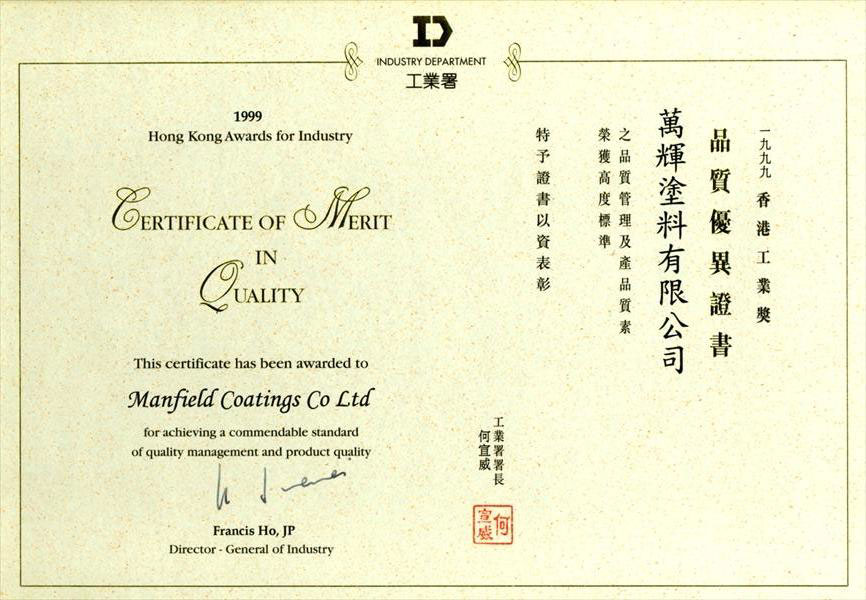 INDUSTRY DEPARTMENT
工業署
1999
Hong Kong Awards for Industry
CERTIFICATE OF MERIT
IN
QUALITY
This certificate has been awarded to
Manfield Coatings Co Ltd
for achieving a commendable standard
of quality management and product quality
Francis Ho, JP
Director - General of Industry
一九九九香港工業獎
品質優異證書
萬輝塗料有限公司
之品質管理及產品質素
榮獲高度標準
特予證書以資表彰
工業署署長
何宣威
何
宣威